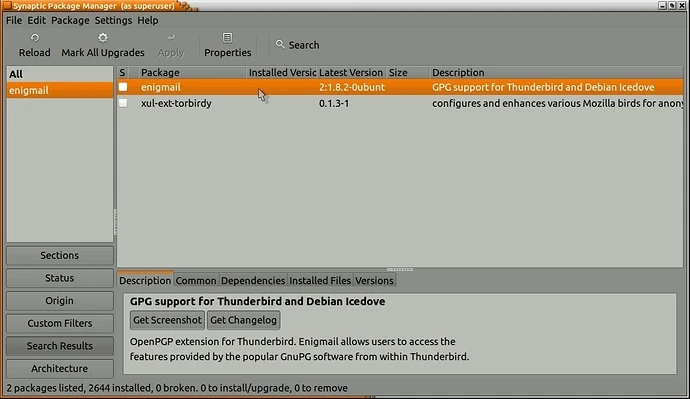 Synaptic Package Manager (as superuser)
File Edit Package Settings Help
Reload Mark All Upgrades Apply Properties Search
All
enigmail
S Package Installed Versic Latest Version Size Description
enigmail 2:1.8.2-0ubunt GPG support for Thunderbird and Debian Icedove
xul-ext-torbirdy 0.1.3-1 configures and enhances various Mozilla birds for anony
Sections
Status
Origin
Custom Filters
Search Results
Architecture
Description Common Dependencies Installed Files Versions
GPG support for Thunderbird and Debian Icedove
Get Screenshot Get Changelog
OpenPGP extension for Thunderbird. Enigmail allows users to access the
features provided by the popular GnuPG software from within Thunderbird.
2 packages listed, 2644 installed, 0 broken. 0 to install/upgrade, 0 to remove